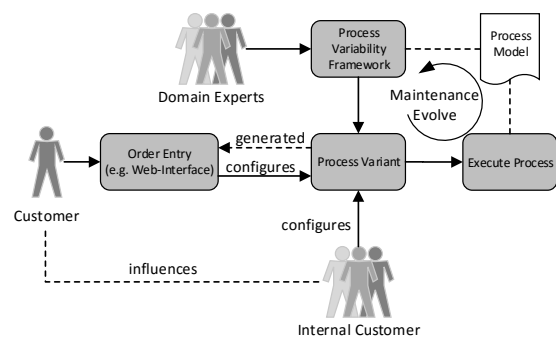 Process
Variability
Framework
Process
Model
Domain Experts
Maintenance
Evolve
Order Entry
(e.g. Web-Interface)
generated
configures
Process Variant
Execute Process
Customer
configures
influences
Internal Customer